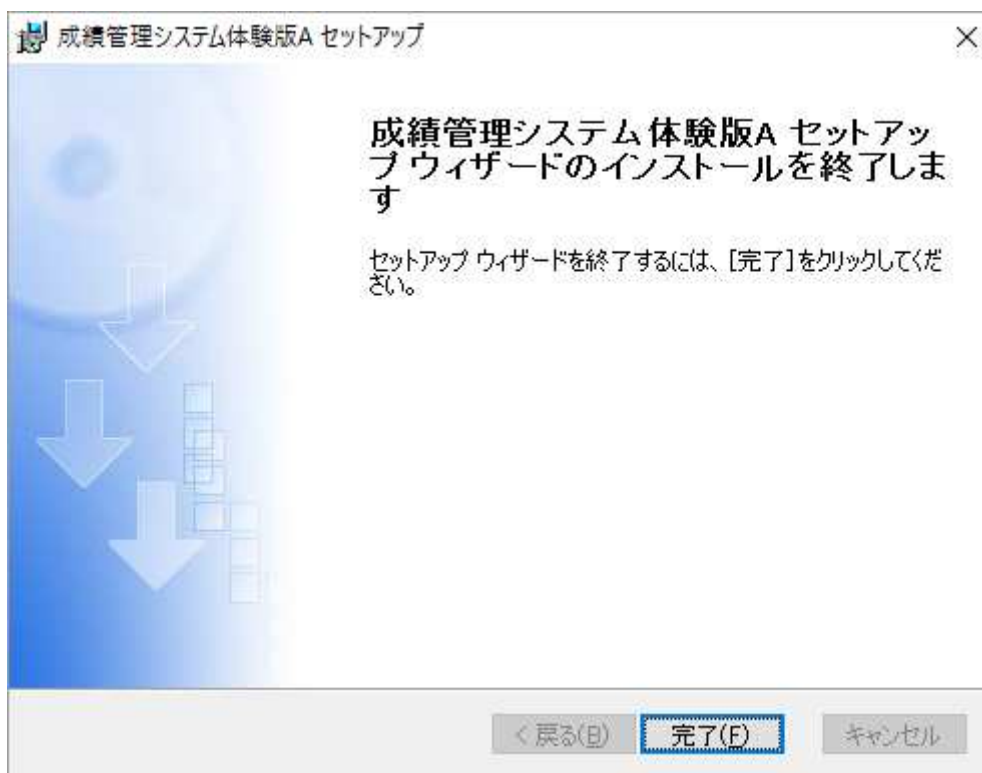 成績管理システム体験版A セットアップ
成績管理システム 体験版A セットアッ
プ ウィザードのインストールを終了しま
す
セットアップ ウィザードを終了するには、[完了]をクリックしてくだ
さい。
< 戻る(B)
完了(F)
キャンセル